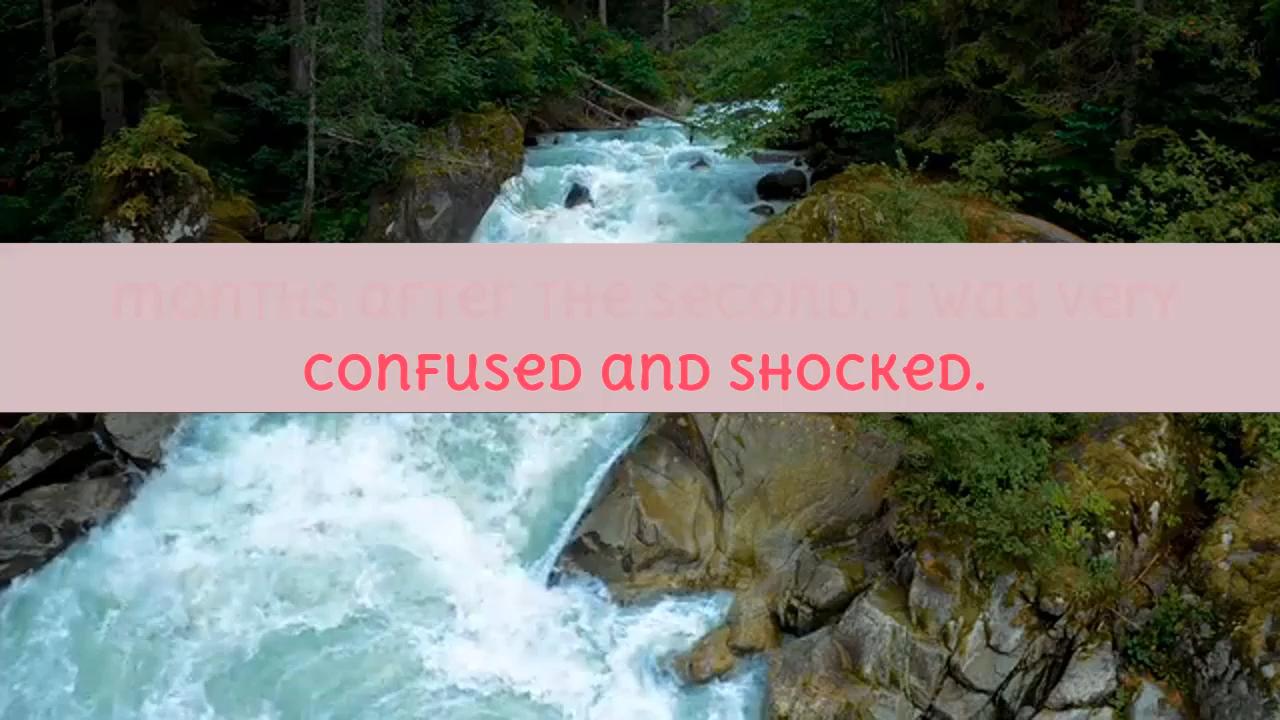 months after the second. I was very
confused and shocked.